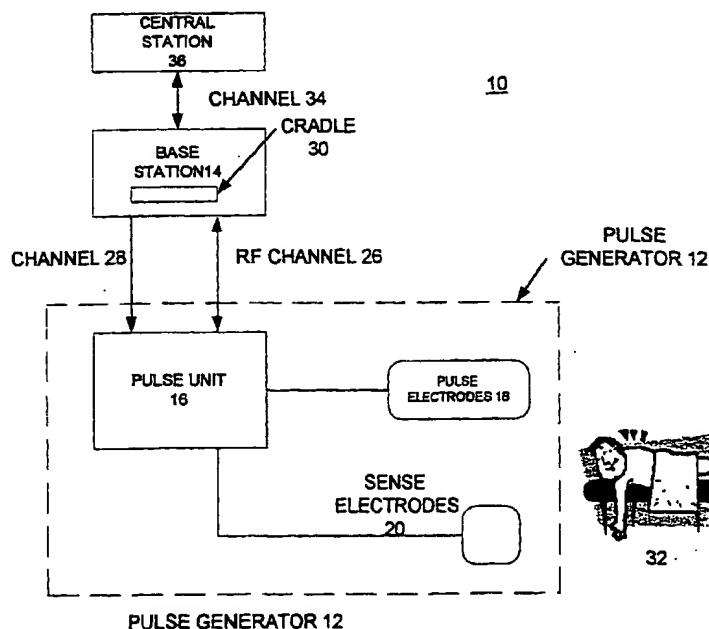 CENTRAL
STATION
36
10
CHANNEL 34
CRADLE
30
BASE
STATION14
CHANNEL 28
RF CHANNEL 26
PULSE
GENERATOR 12
PULSE UNIT
16
PULSE
ELECTRODES 18
SENSE
ELECTRODES
20
32
PULSE GENERATOR 12